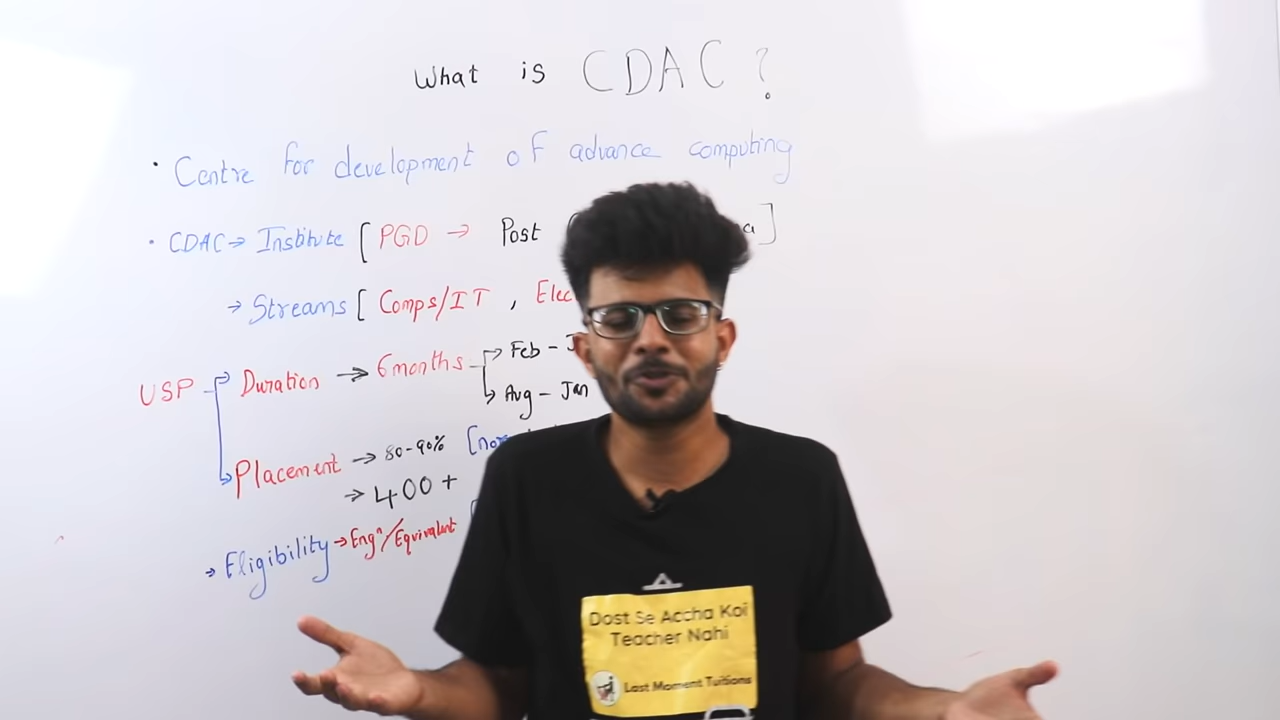 What is CDAC ?
• Centre for development of advance computing
• CDAC → Institute [ PGD → Post a ]
→ Streams [ Comps/IT , Elec
USP Duration → 6 months → Feb - J
→ Aug - Jan
Placement → 80-90%
→ 400 +
→ Eligibility → Engⁿ/Equivalent
Dost Se Accha Koi
Teacher Nahi
Last Moment Tuitions